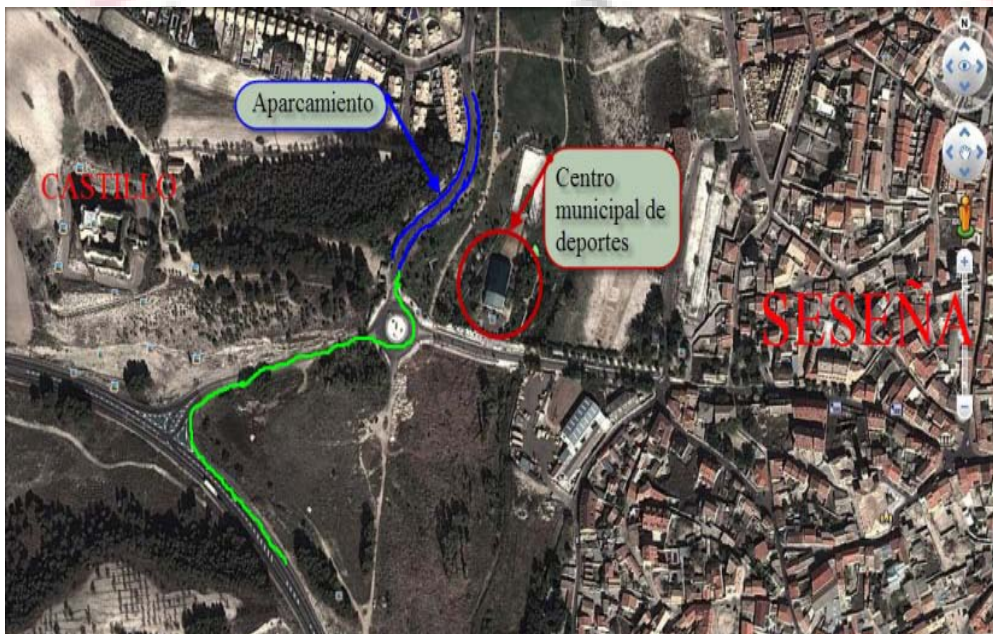 N
Aparcamiento
CASTILLO
Centro
municipal de
deportes
SESEÑA